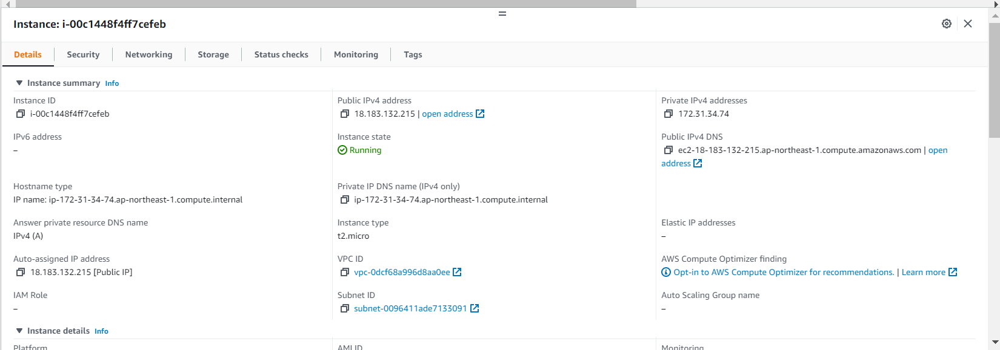 Instance: i-00c1448f4ff7cefeb
Details
Security
Networking
Storage
Status checks
Monitoring
Tags
Instance summary Info
Instance ID
i-00c1448f4ff7cefeb
Public IPv4 address
18.183.132.215 | open address
Private IPv4 addresses
172.31.34.74
IPv6 address
–
Instance state
Running
Public IPv4 DNS
ec2-18-183-132-215.ap-northeast-1.compute.amazonaws.com | open
address
Hostname type
IP name: ip-172-31-34-74.ap-northeast-1.compute.internal
Private IP DNS name (IPv4 only)
ip-172-31-34-74.ap-northeast-1.compute.internal
Answer private resource DNS name
IPv4 (A)
Instance type
t2.micro
Elastic IP addresses
–
Auto-assigned IP address
18.183.132.215 [Public IP]
VPC ID
vpc-0dcf68a996d8aa0ee
AWS Compute Optimizer finding
Opt-in to AWS Compute Optimizer for recommendations. | Learn more
IAM Role
–
Subnet ID
subnet-0096411ade7133091
Auto Scaling Group name
–
Instance details Info
Platform
AMI ID
Monitoring